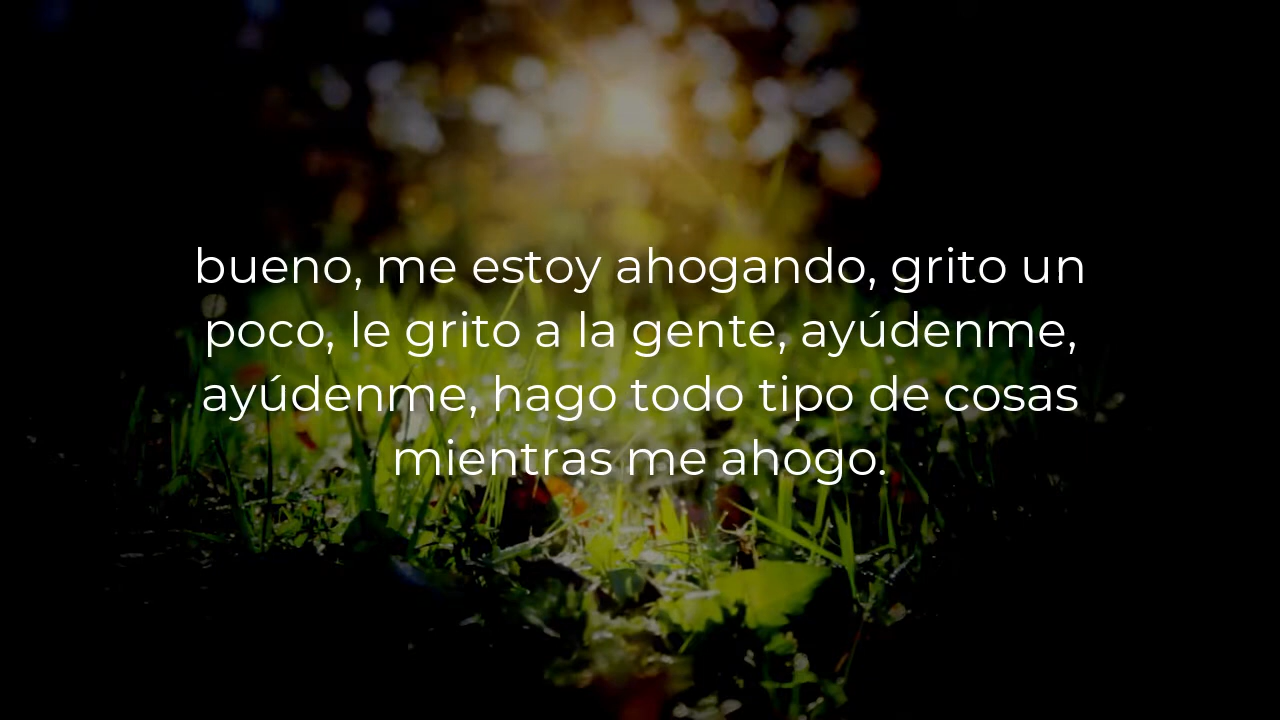 bueno, me estoy ahogando, grito un
poco, le grito a la gente, ayúdenme,
ayúdenme, hago todo tipo de cosas
mientras me ahogo.